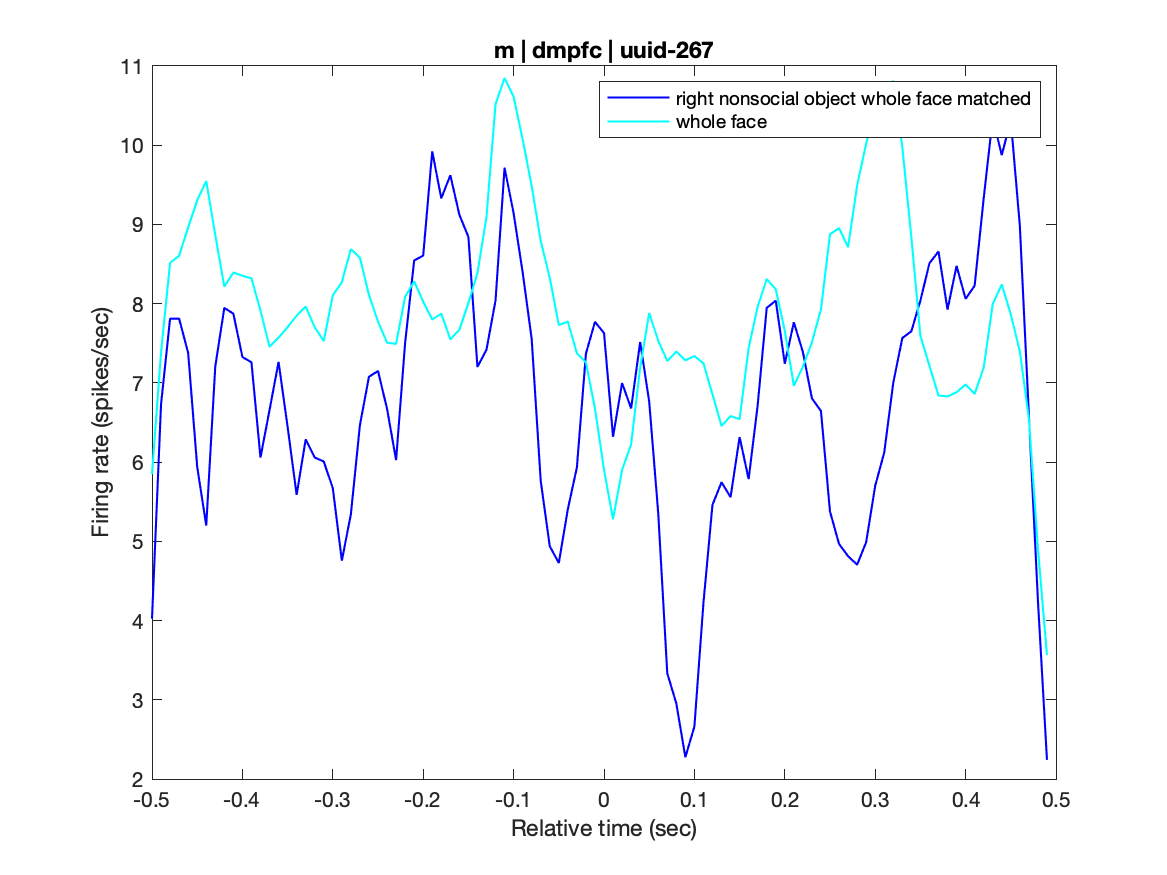 m | dmpfc | uuid-267
right nonsocial object whole face matched
whole face
Firing rate (spikes/sec)
11
10
9
8
7
6
5
4
3
2
-0.5 -0.4 -0.3 -0.2 -0.1 0 0.1 0.2 0.3 0.4 0.5
Relative time (sec)